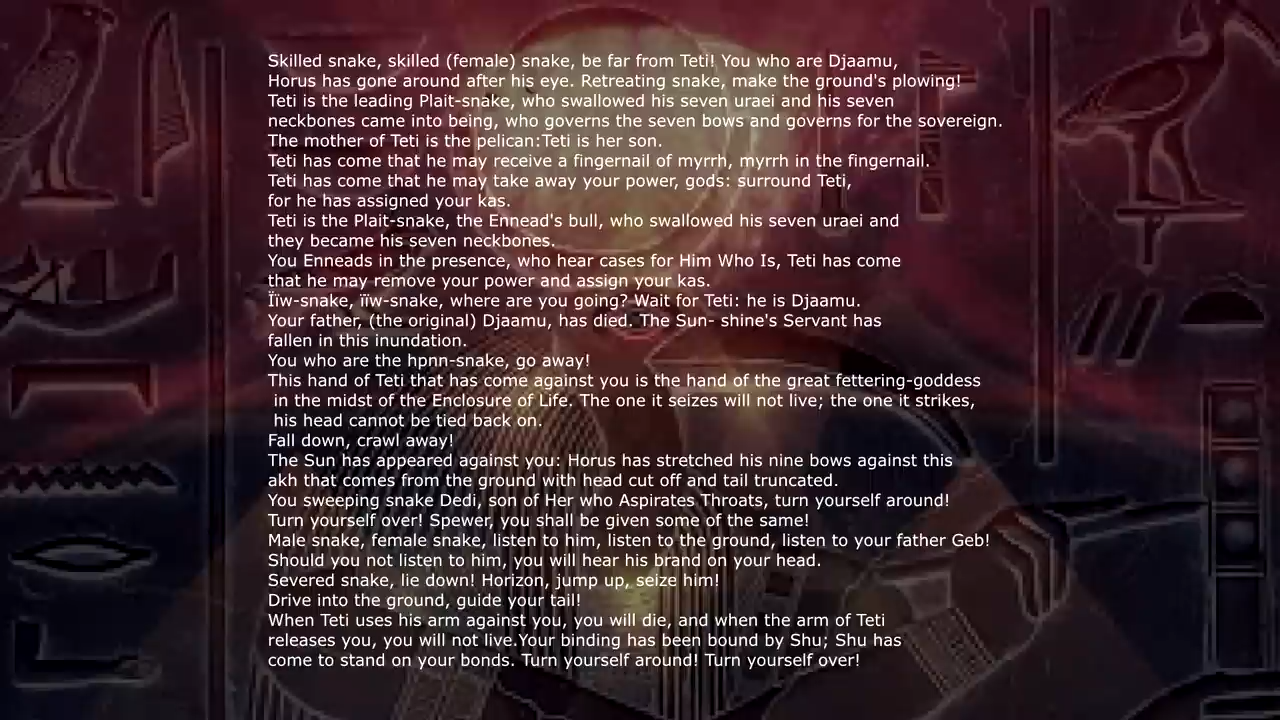 Skilled snake, skilled (female) snake, be far from Teti! You who are Djaamu,
Horus has gone around after his eye. Retreating snake, make the ground's plowing!
Teti is the leading Plait-snake, who swallowed his seven uraei and his seven
neckbones came into being, who governs the seven bows and governs for the sovereign.
The mother of Teti is the pelican:Teti is her son.
Teti has come that he may receive a fingernail of myrrh, myrrh in the fingernail.
Teti has come that he may take away your power, gods: surround Teti,
for he has assigned your kas.
Teti is the Plait-snake, the Ennead's bull, who swallowed his seven uraei and
they became his seven neckbones.
You Enneads in the presence, who hear cases for Him Who Is, Teti has come
that he may remove your power and assign your kas.
Ïïw-snake, ïïw-snake, where are you going? Wait for Teti: he is Djaamu.
Your father, (the original) Djaamu, has died. The Sun- shine's Servant has
fallen in this inundation.
You who are the hpnn-snake, go away!
This hand of Teti that has come against you is the hand of the great fettering-goddess
in the midst of the Enclosure of Life. The one it seizes will not live; the one it strikes,
his head cannot be tied back on.
Fall down, crawl away!
The Sun has appeared against you: Horus has stretched his nine bows against this
akh that comes from the ground with head cut off and tail truncated.
You sweeping snake Dedi, son of Her who Aspirates Throats, turn yourself around!
Turn yourself over! Spewer, you shall be given some of the same!
Male snake, female snake, listen to him, listen to the ground, listen to your father Geb!
Should you not listen to him, you will hear his brand on your head.
Severed snake, lie down! Horizon, jump up, seize him!
Drive into the ground, guide your tail!
When Teti uses his arm against you, you will die, and when the arm of Teti
releases you, you will not live.Your binding has been bound by Shu; Shu has
come to stand on your bonds. Turn yourself around! Turn yourself over!